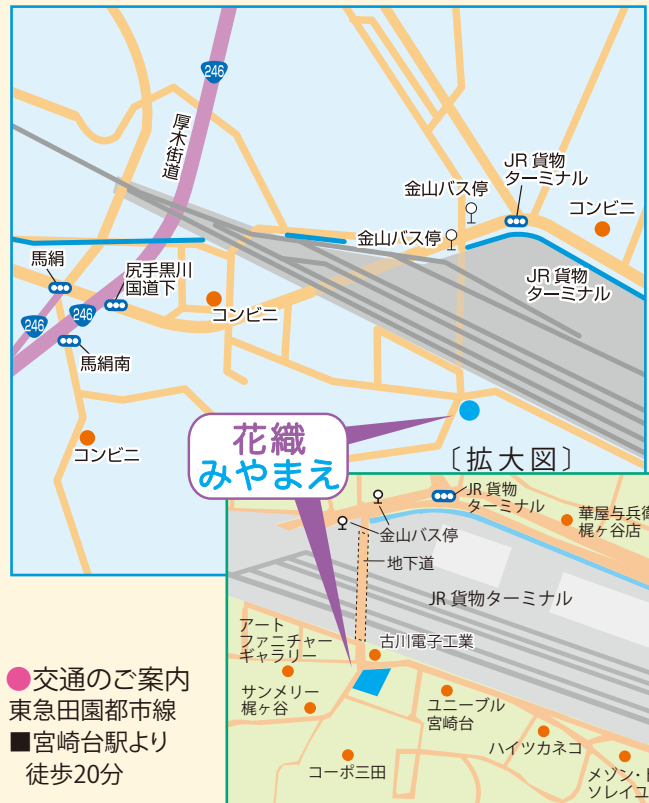 246
厚木街道
JR 貨物
ターミナル
金山バス停
コンビニ
金山バス停
馬絹
尻手黒川
国道下
JR 貨物
ターミナル
コンビニ
246
246
馬絹南
コンビニ
花織
みやまえ
〔拡大図〕
JR 貨物
ターミナル
華屋与兵衛
梶ヶ谷店
金山バス停
地下道
JR 貨物ターミナル
アート
ファニチャー
ギャラリー
古川電子工業
サンメリー
梶ヶ谷
ユニーブル
宮崎台
ハイツカネコ
コーポ三田
メゾン・
ソレイユ
●交通のご案内
東急田園都市線
■宮崎台駅より
徒歩20分